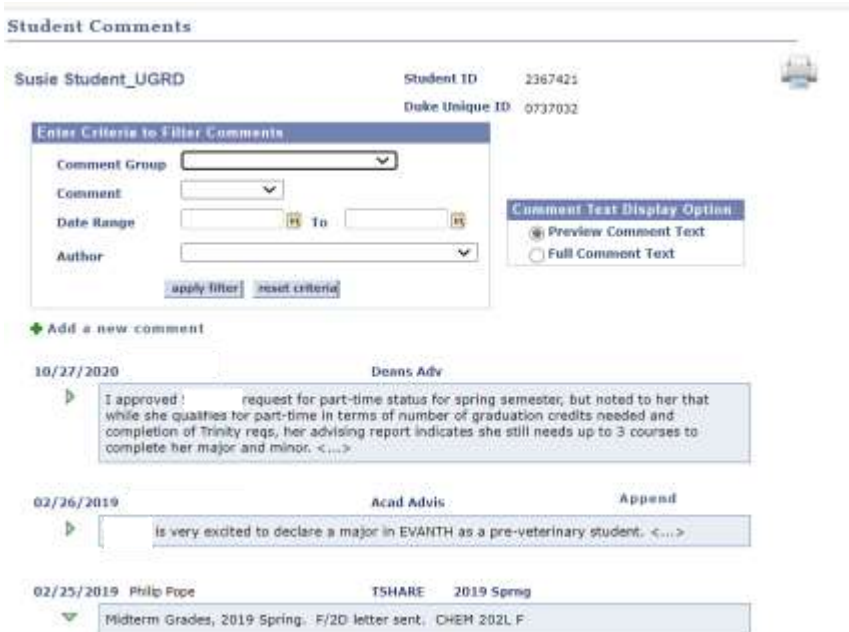 Student Comments
Susie Student_UGRD Student ID 2367421
Duke Unique ID 0737032
Enter Criteria to Filter Comments
Comment Group
Comment
Date Range To
Author
Comment Text Display Option
Preview Comment Text
Full Comment Text
apply filter reset criteria
Add a new comment
10/27/2020 Deans Adv
I approved request for part-time status for spring semester, but noted to her that
while she qualifies for part-time in terms of number of graduation credits needed and
completion of Trinity reqs, her advising report indicates she still needs up to 3 courses to
complete her major and minor. <...>
02/26/2019 Acad Advis Append
is very excited to declare a major in EVANTH as a pre-veterinary student. <...>
02/25/2019 Philip Pope TSHARE 2019 Sprng
Midterm Grades, 2019 Spring. F/2D letter sent. CHEM 202L F